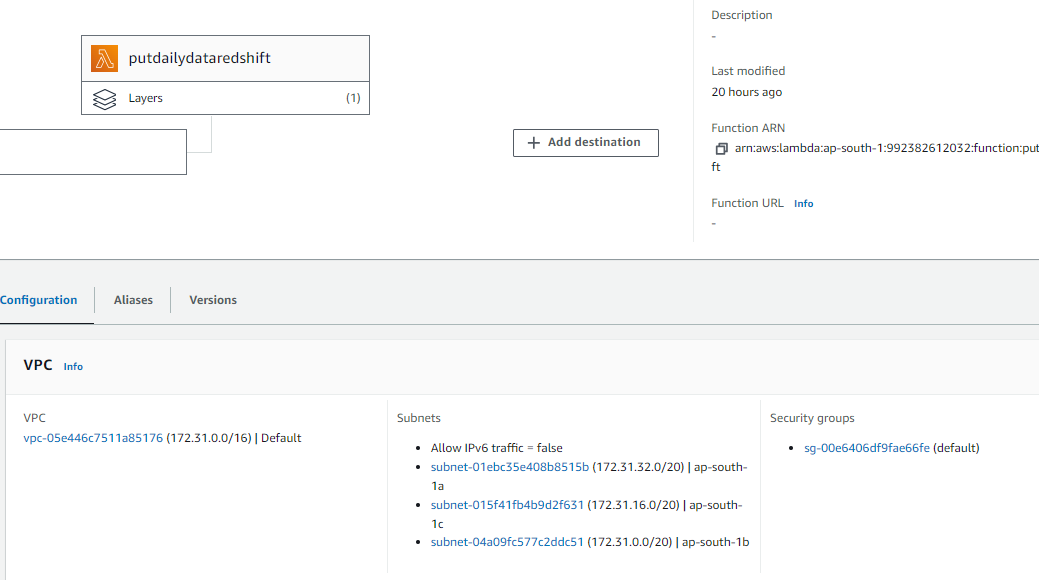 putdailydataredshift
Layers (1)
Add destination
Description
-
Last modified
20 hours ago
Function ARN
arn:aws:lambda:ap-south-1:992382612032:function:put
ft
Function URL Info
-
Configuration
Aliases
Versions
VPC Info
VPC
vpc-05e446c7511a85176 (172.31.0.0/16) | Default
Subnets
Allow IPv6 traffic = false
subnet-01ebc35e408b8515b (172.31.32.0/20) | ap-south-
1a
subnet-015f41fb4b9d2f631 (172.31.16.0/20) | ap-south-
1c
subnet-04a09fc577c2ddc51 (172.31.0.0/20) | ap-south-1b
Security groups
sg-00e6406df9fae66fe (default)